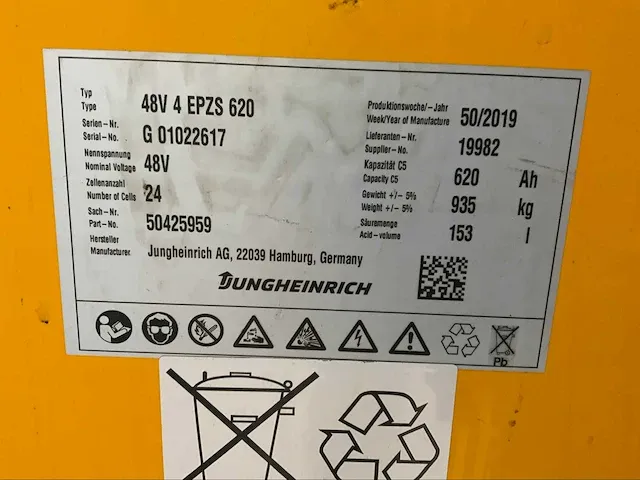 Typ
Type
48V 4 EPZS 620
Serien-Nr.
Serial-No.
G 01022617
Nennspannung
Nominal Voltage
48V
Zellenanzahl
Number of Cells
24
Sach-Nr.
Part-No.
50425959
Hersteller
Manufacturer
Jungheinrich AG, 22039 Hamburg, Germany
Produktionswoche/-Jahr
Week/Year of Manufacture
50/2019
Lieferanten-Nr.
Supplier-No.
19982
Kapazität C5
Capacity C5
620 Ah
Gewicht +/- 5%
Weight +/- 5%
935 kg
Säuremenge
Acid-volume
153 l
JUNGHEINRICH
Pb